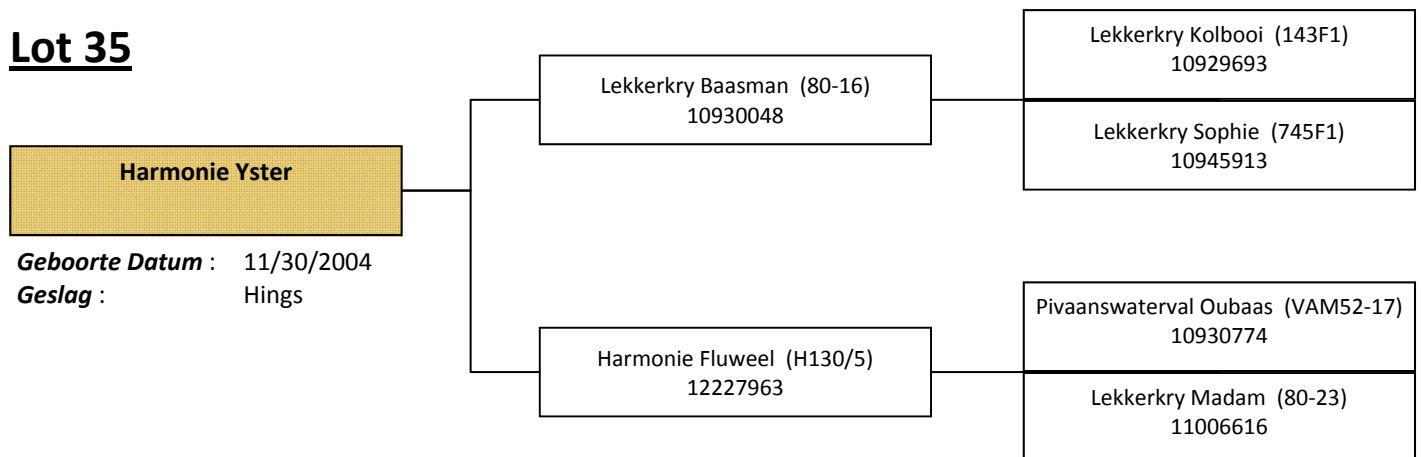 Lot 35
Harmonie Yster
Geboorte Datum : 11/30/2004
Geslag : Hings
Lekkerkry Baasman (80-16)
10930048
Harmonie Fluweel (H130/5)
12227963
Lekkerkry Kolbooi (143F1)
10929693
Lekkerkry Sophie (745F1)
10945913
Pivaanswaterval Oubaas (VAM52-17)
10930774
Lekkerkry Madam (80-23)
11006616